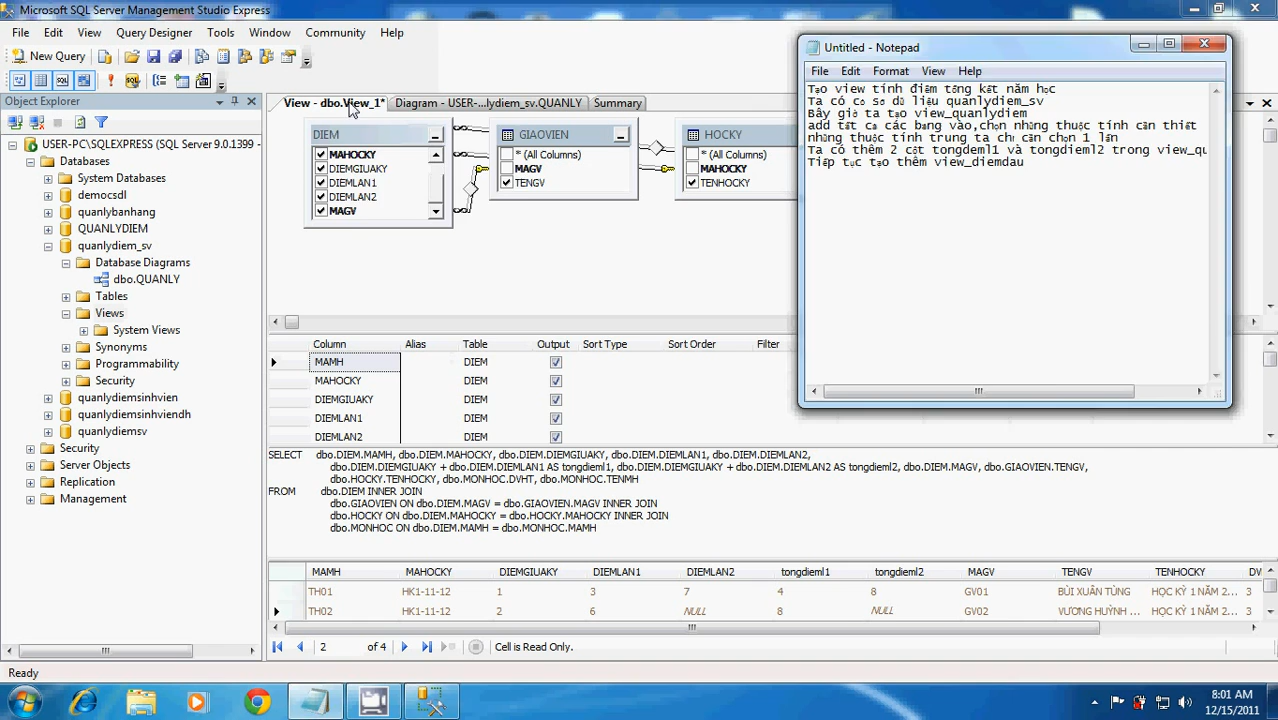 Microsoft SQL Server Management Studio Express
File Edit View Query Designer Tools Window Community Help
New Query
Object Explorer
USER-PC\SQLEXPRESS (SQL Server 9.0.1399 -
Databases
System Databases
democsdl
quanlybanhang
QUANLYDIEM
quanlydiem_sv
Database Diagrams
dbo.QUANLY
Tables
Views
System Views
Synonyms
Programmability
Security
quanlydiemsinhvien
quanlydiemsinhviendh
quanlydiemsv
Security
Server Objects
Replication
Management
View - dbo.View_1* Diagram - USER-...lydiem_sv.QUANLY Summary
DIEM
MAHOCKY
DIEMGIUAKY
DIEMLAN1
DIEMLAN2
MAGV
GIAOVIEN
* (All Columns)
MAGV
TENGV
HOCKY
* (All Columns)
MAHOCKY
TENHOCKY
Untitled - Notepad
File Edit Format View Help
Tạo view tính điểm tổng kết năm học
Ta có cơ sơ dũ liệu quanlydiem_sv
Bây giờ ta tạo view_quanlydiem
add tất cả các bảng vào,chọn những thuộc tính cần thiết
những thuộc tính trung ta chỉ cần chọn 1 lần
Ta có thêm 2 cột tongdeml1 và tongdieml2 trong view_qu
Tiếp tục tạo thêm view_diemdau
Column Alias Table Output Sort Type Sort Order Filter
MAMH DIEM
MAHOCKY DIEM
DIEMGIUAKY DIEM
DIEMLAN1 DIEM
DIEMLAN2 DIEM
SELECT dbo.DIEM.MAMH, dbo.DIEM.MAHOCKY, dbo.DIEM.DIEMGIUAKY, dbo.DIEM.DIEMLAN1, dbo.DIEM.DIEMLAN2,
dbo.DIEM.DIEMGIUAKY + dbo.DIEM.DIEMLAN1 AS tongdieml1, dbo.DIEM.DIEMGIUAKY + dbo.DIEM.DIEMLAN2 AS tongdieml2, dbo.DIEM.MAGV, dbo.GIAOVIEN.TENGV,
dbo.HOCKY.TENHOCKY, dbo.MONHOC.DVHT, dbo.MONHOC.TENMH
FROM dbo.DIEM INNER JOIN
dbo.GIAOVIEN ON dbo.DIEM.MAGV = dbo.GIAOVIEN.MAGV INNER JOIN
dbo.HOCKY ON dbo.DIEM.MAHOCKY = dbo.HOCKY.MAHOCKY INNER JOIN
dbo.MONHOC ON dbo.DIEM.MAMH = dbo.MONHOC.MAMH
MAMH MAHOCKY DIEMGIUAKY DIEMLAN1 DIEMLAN2 tongdieml1 tongdieml2 MAGV TENGV TENHOCKY DV
TH01 HK1-11-12 1 3 7 4 8 GV01 BÙI XUÂN TÙNG HỌC KỲ 1 NĂM 2... 3
TH02 HK1-11-12 2 6 NULL 8 NULL GV02 VƯƠNG HUỲNH ... HỌC KỲ 1 NĂM 2... 3
2 of 4 Cell is Read Only.
Ready
8:01 AM
12/15/2011